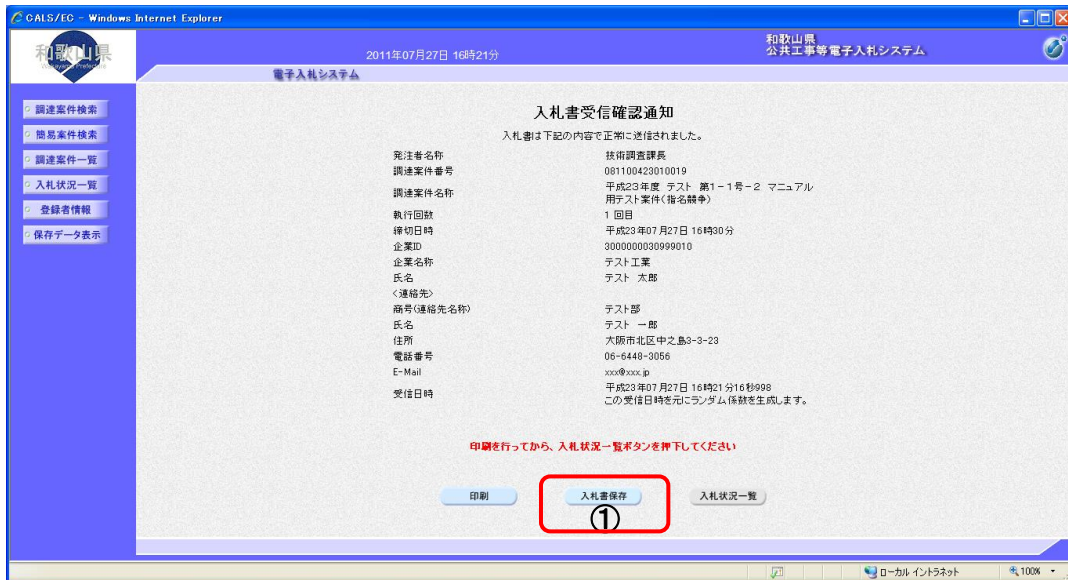 CALS/EC - Windows Internet Explorer
和歌山県
Wakayama Prefecture
2011年07月27日 16時21分
和歌山県
公共工事等電子入札システム
電子入札システム
調達案件検索
簡易案件検索
調達案件一覧
入札状況一覧
登録者情報
保存データ表示
入札書受信確認通知
入札書は下記の内容で正常に送信されました。
発注者名称 技術調査課長
調達案件番号 081100423010019
調達案件名称 平成23年度 テスト 第1-1号-2 マニュアル
用テスト案件(指名競争)
執行回数 1 回目
締切日時 平成23年07月27日 16時30分
企業ID 3000000030999010
企業名称 テスト工業
氏名 テスト 太郎
<連絡先>
商号(連絡先名称) テスト部
氏名 テスト 一郎
住所 大阪市北区中之島3-3-23
電話番号 06-6448-3056
E-Mail xxx@xxx.jp
受信日時 平成23年07月27日 16時21分16秒998
この受信日時を元にランダム係数を生成します。
印刷を行ってから、入札状況一覧ボタンを押下してください
印刷 入札書保存 入札状況一覧
①
ローカル イントラネット 100%